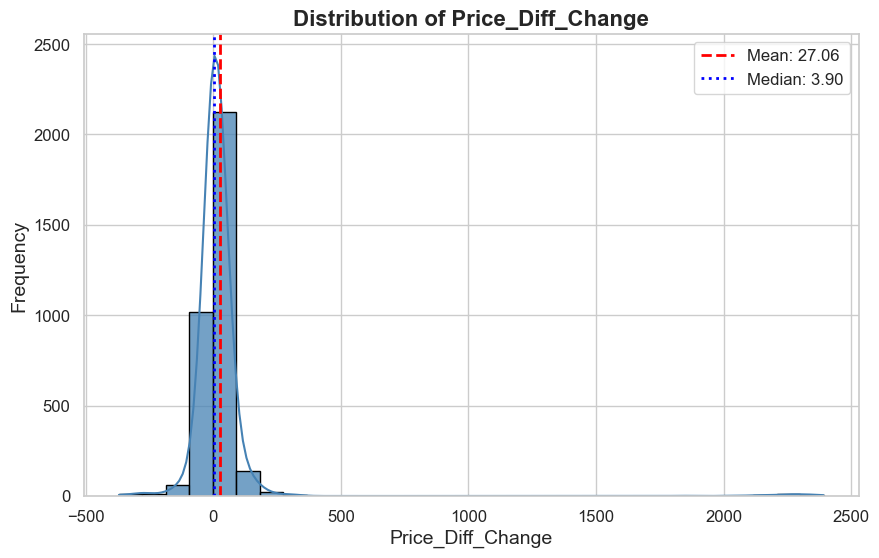 Distribution of Price_Diff_Change
Mean: 27.06
Median: 3.90
Frequency
2500
2000
1500
1000
500
0
−500 0 500 1000 1500 2000 2500
Price_Diff_Change